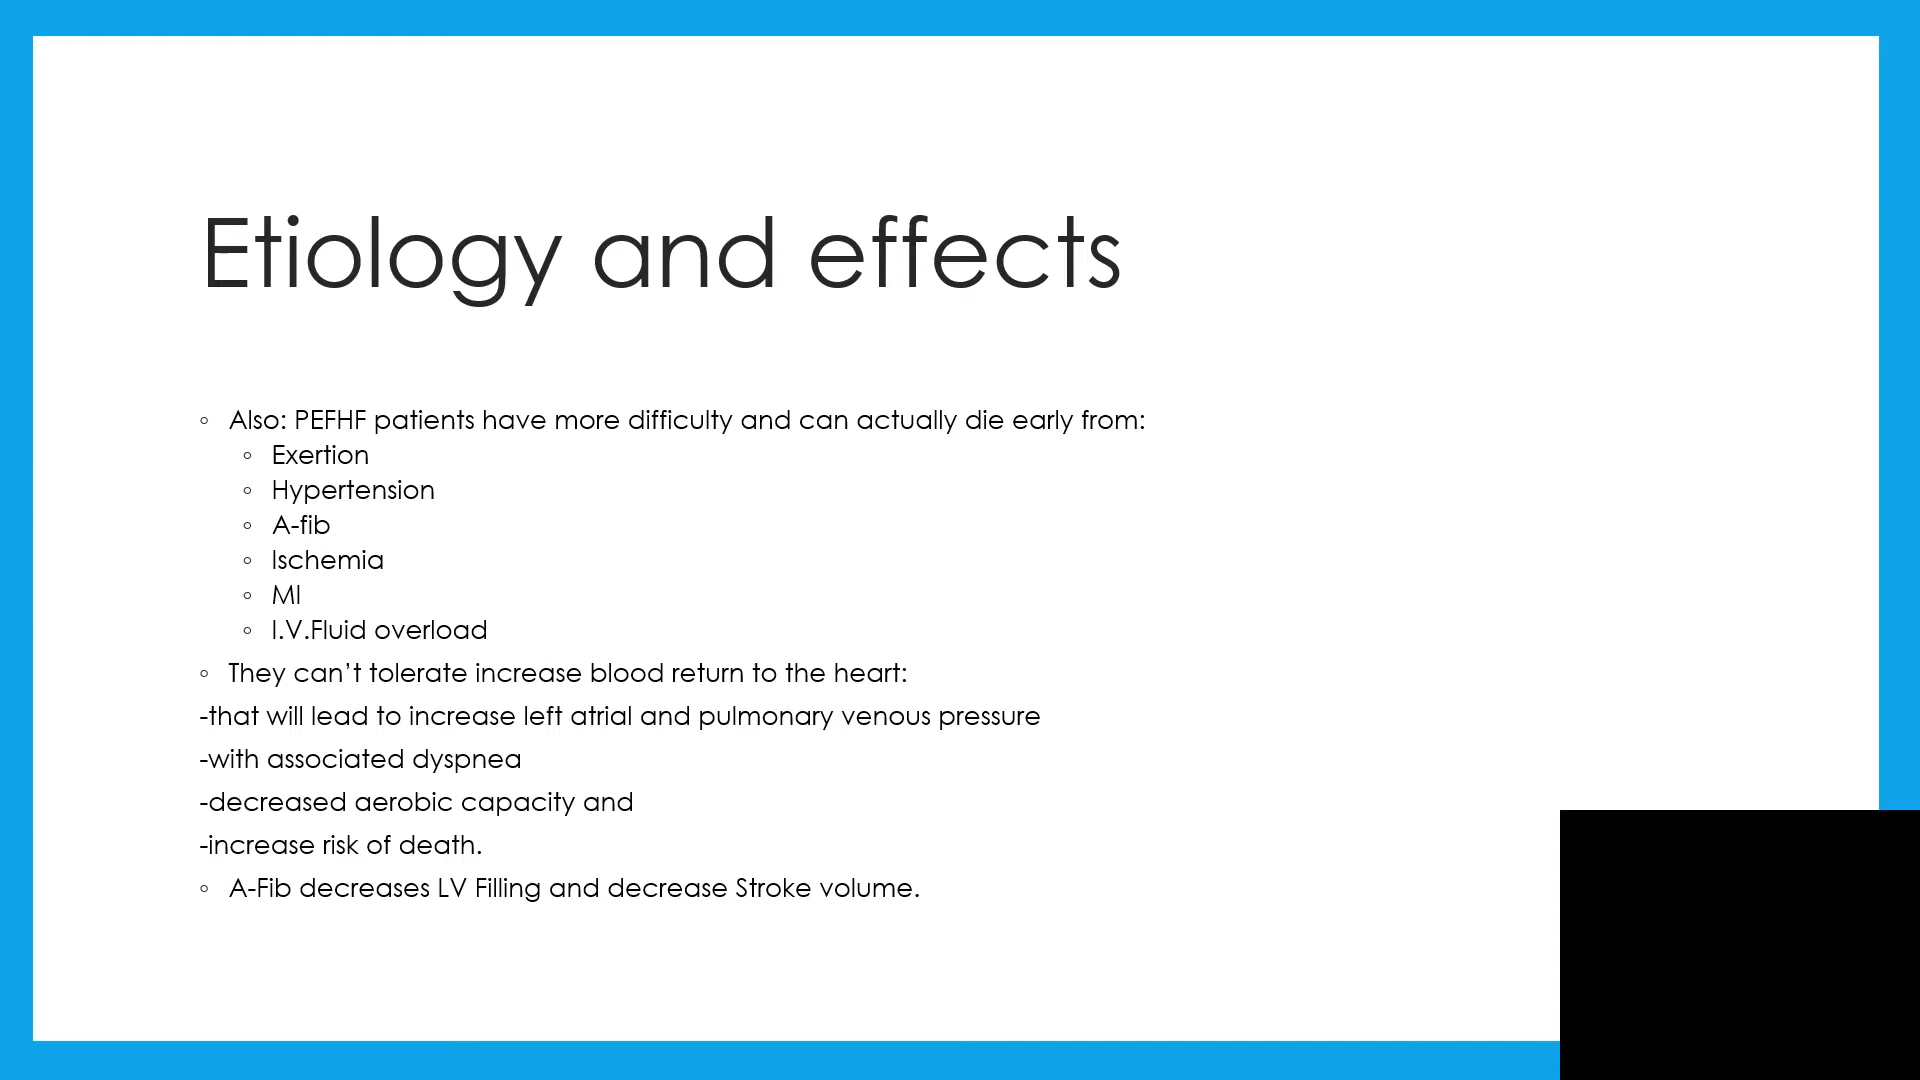 Etiology and effects
◦ Also: PEFHF patients have more difficulty and can actually die early from:
◦ Exertion
◦ Hypertension
◦ A-fib
◦ Ischemia
◦ MI
◦ I.V.Fluid overload
◦ They can’t tolerate increase blood return to the heart:
-that will lead to increase left atrial and pulmonary venous pressure
-with associated dyspnea
-decreased aerobic capacity and
-increase risk of death.
◦ A-Fib decreases LV Filling and decrease Stroke volume.